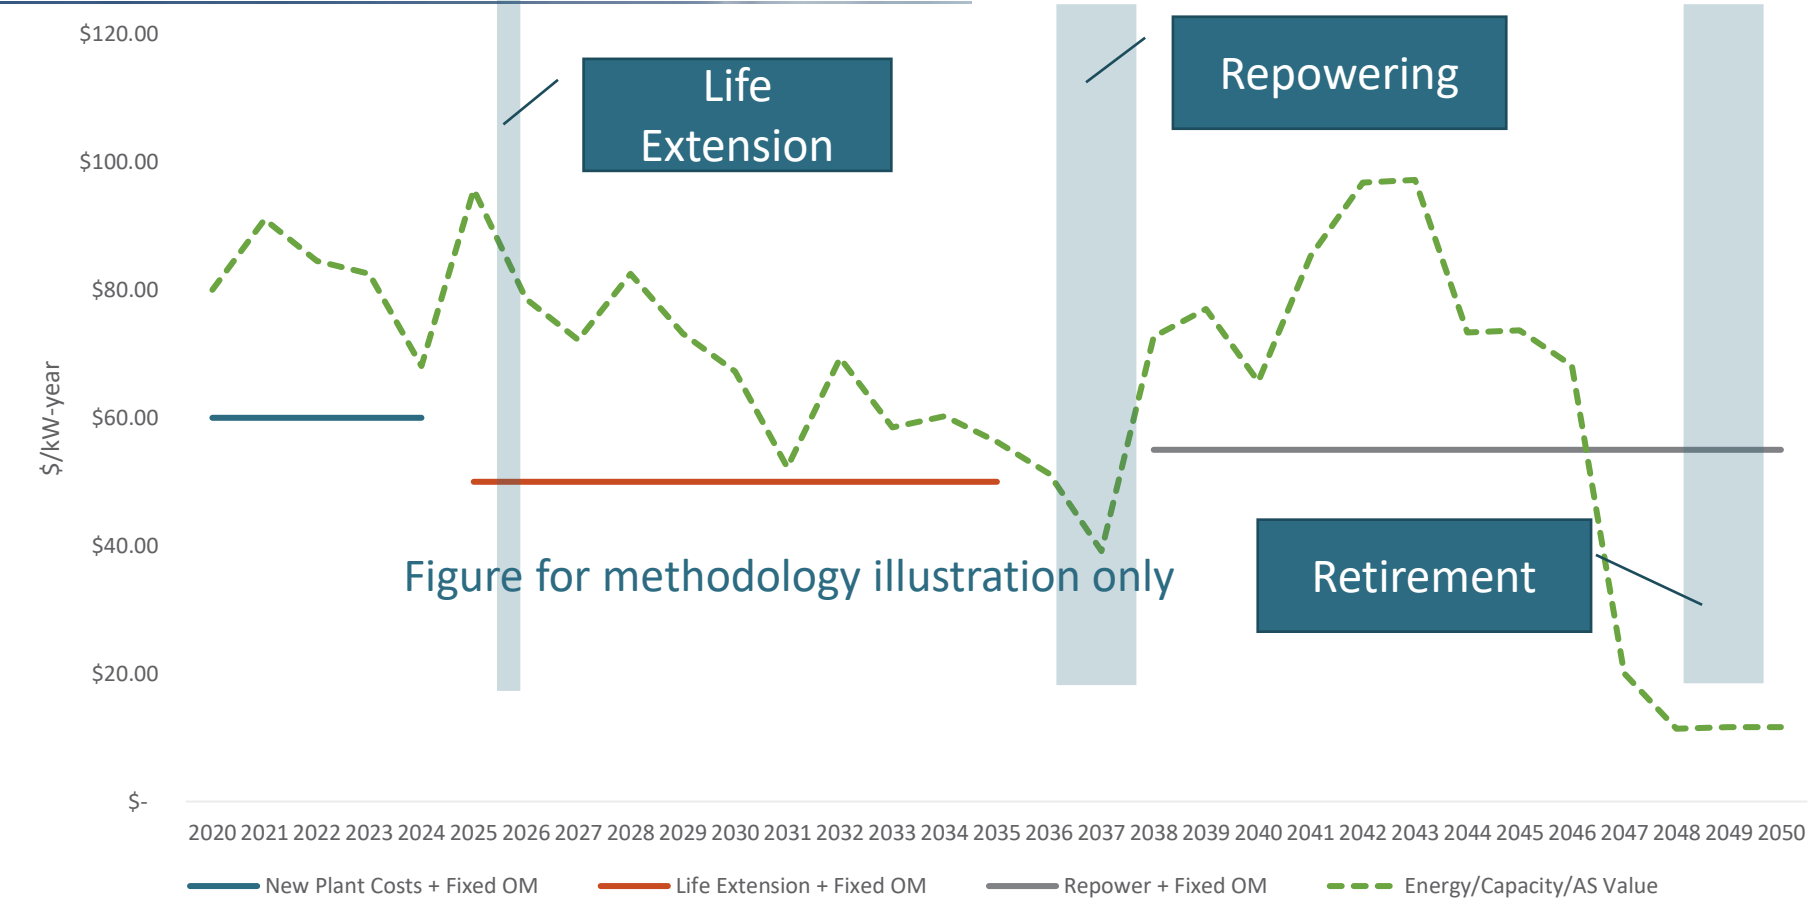 $120.00
$100.00
$80.00
$60.00
$40.00
$20.00
$-
$/kW-year
Life
Extension
Repowering
Figure for methodology illustration only
Retirement
2020 2021 2022 2023 2024 2025 2026 2027 2028 2029 2030 2031 2032 2033 2034 2035 2036 2037 2038 2039 2040 2041 2042 2043 2044 2045 2046 2047 2048 2049 2050
New Plant Costs + Fixed OM Life Extension + Fixed OM Repower + Fixed OM Energy/Capacity/AS Value